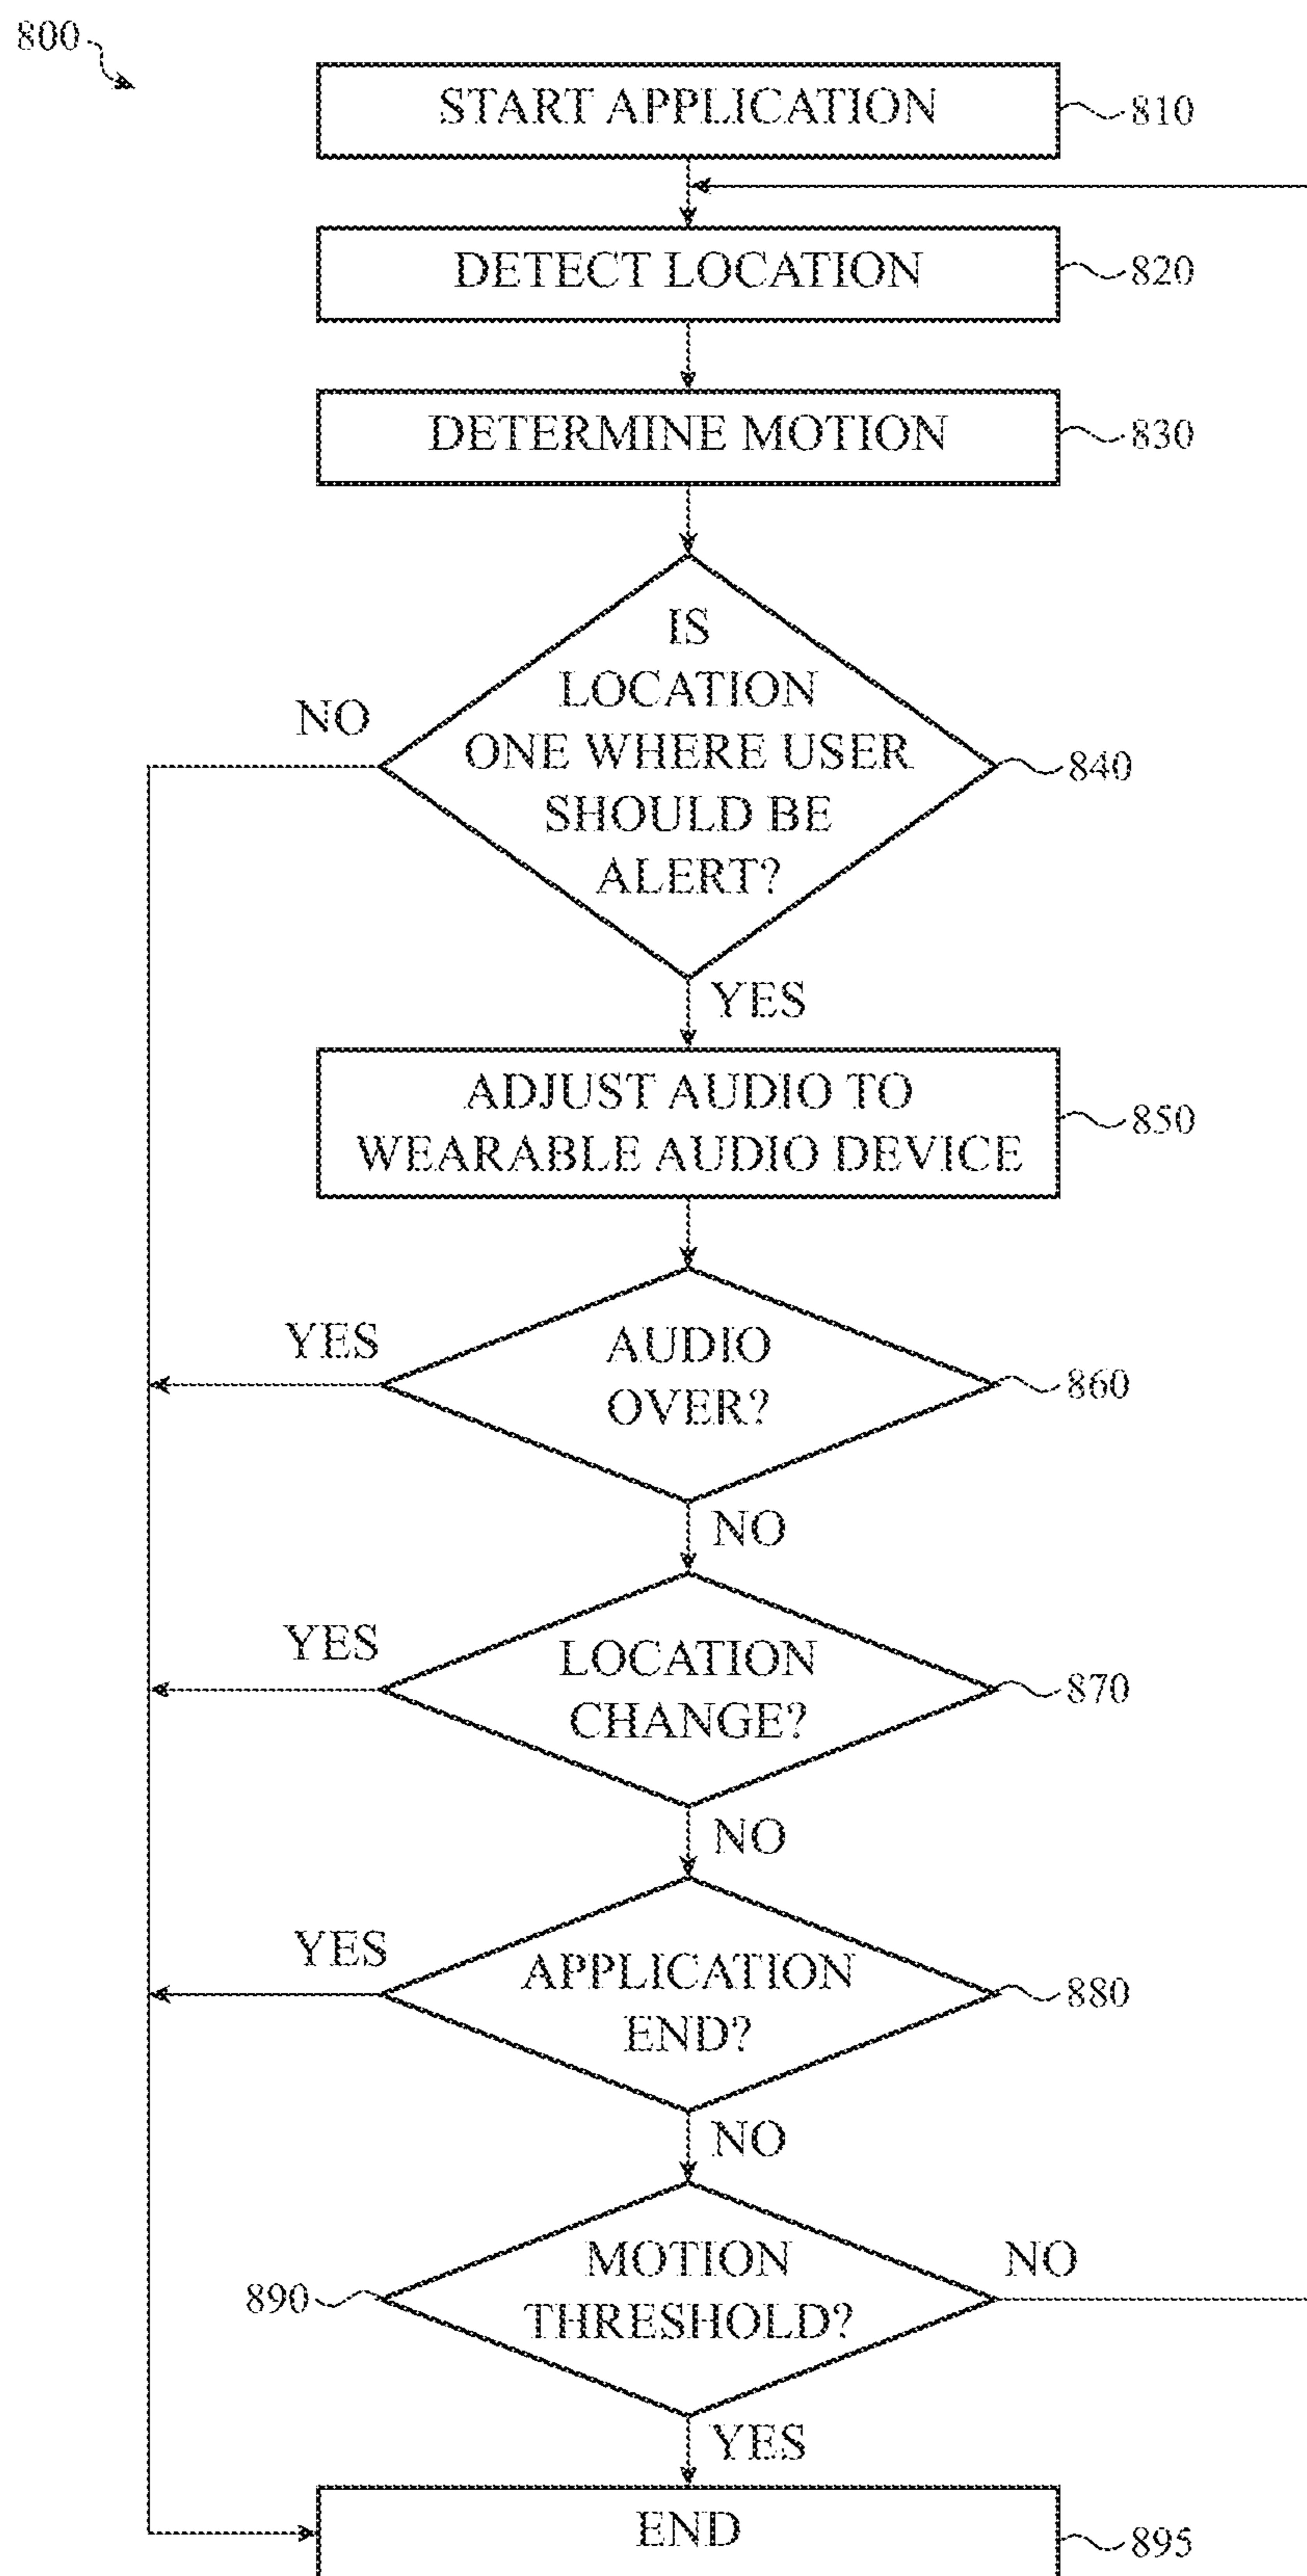 800
START APPLICATION
810
DETECT LOCATION
820
DETERMINE MOTION
830
IS
LOCATION
ONE WHERE USER
SHOULD BE
ALERT?
NO
840
YES
ADJUST AUDIO TO
WEARABLE AUDIO DEVICE
850
YES
AUDIO
OVER?
860
NO
YES
LOCATION
CHANGE?
870
NO
YES
APPLICATION
END?
880
NO
MOTION
THRESHOLD?
NO
890
YES
END
895